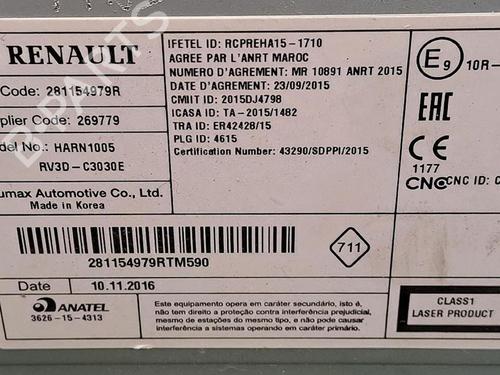 RENAULT
Code: 281154979R
plier Code: 269779
del No: HARN1005
RV3D-C3030E
umax Automotive Co., Ltd.
Made in Korea
IFETEL ID: RCPREHA15-1710
AGREE PAR L'ANRT MAROC
NUMERO D'AGREMENT: MR 10891 ANRT 2015
DATE D'AGREMENT: 23/09/2015
CMIIT ID: 2015DJ4798
ICASA ID: TA-2015/1482
TRA ID: ER42428/15
PLG ID: 4615
Certification Number: 43290/SDPPI/2015
E9 10R-
EAC
CE
1177
CNC CNC ID: C
281154979RTM590
711
Date 10.11.2016
ANATEL
3626-15-4313
Este equipamento opera em caráter secundário, isto é,
não tem direito a proteção contra interferência prejudicial,
mesmo de estações do mesmo tipo, e não pode causar
interferência a sistemas operando em caráter primário.
CLASS1
LASER PRODUCT
B-PARTS